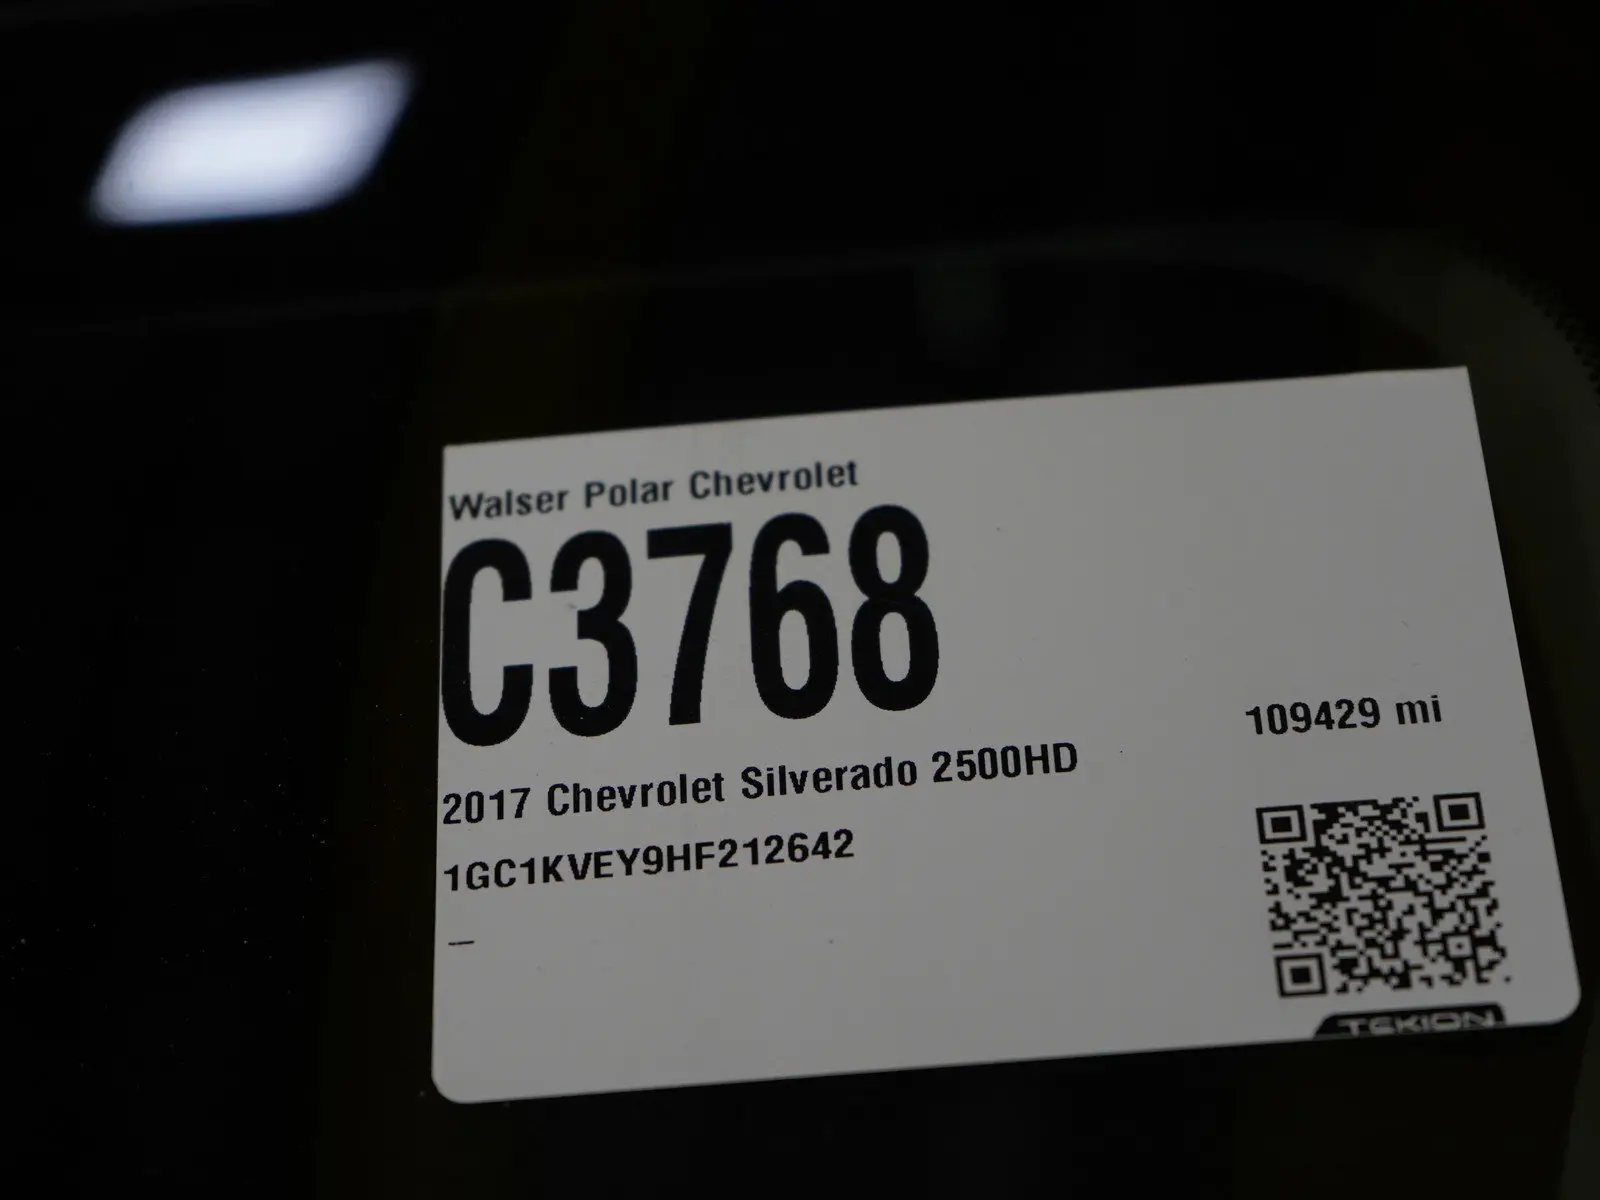 Walser Polar Chevrolet
C3768
109429 mi
2017 Chevrolet Silverado 2500HD
1GC1KVEY9HF212642
–
TEKION